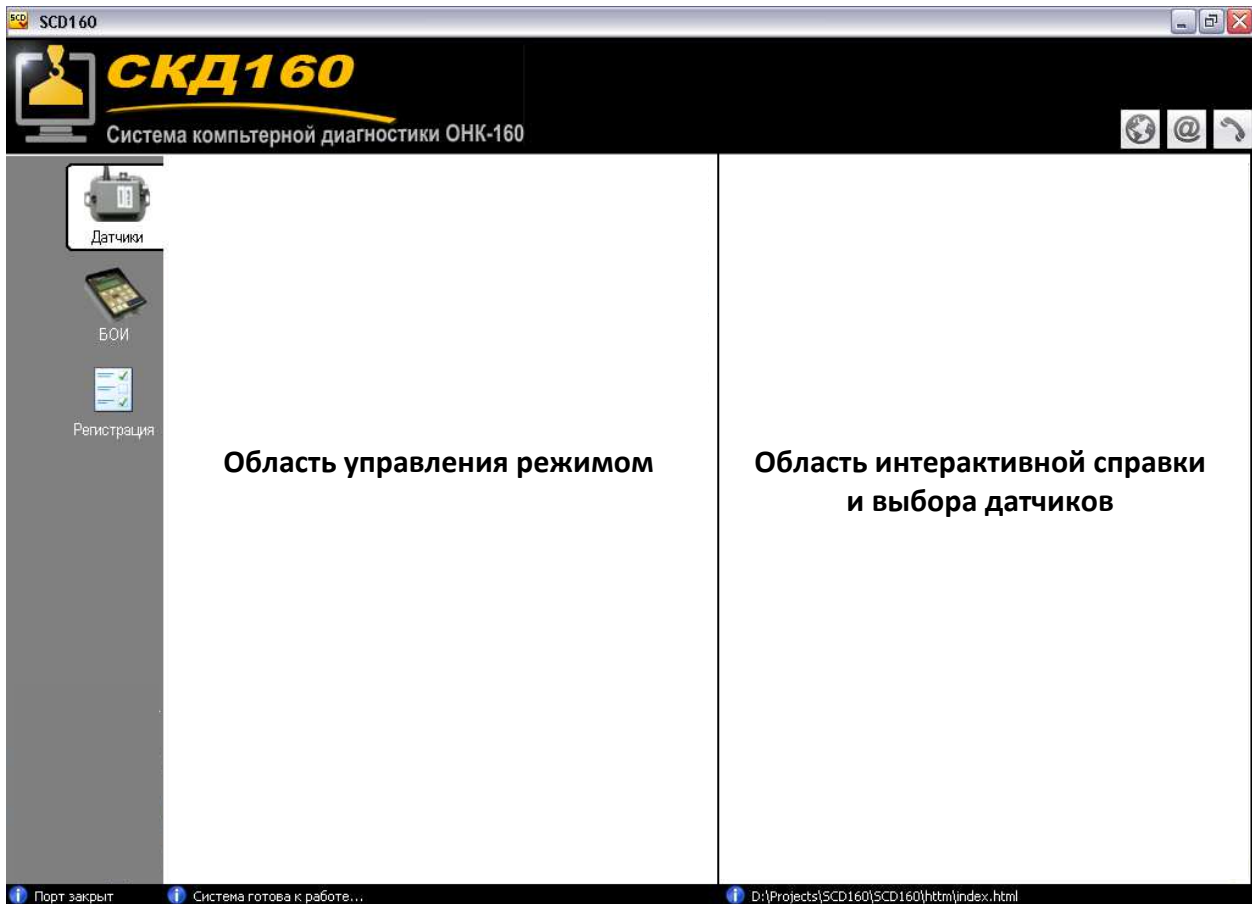 SCD160
СКД160
Система компьтерной диагностики ОНК-160
@
Датчики
БОИ
Регистрация
Область управления режимом
Область интерактивной справки
и выбора датчиков
Порт закрыт
Система готова к работе...
D:\Projects\SCD160\SCD160\httm\index.html